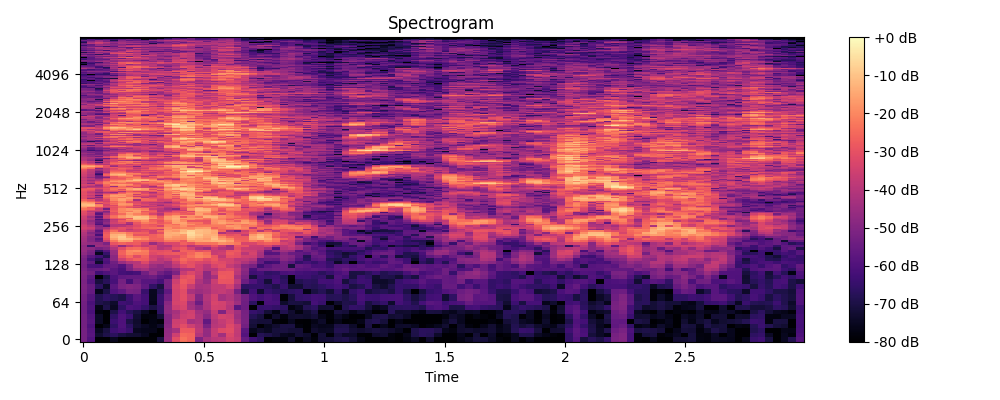 Spectrogram
Hz
4096
2048
1024
512
256
128
64
0
0
0.5
1
1.5
2
2.5
Time
+0 dB
-10 dB
-20 dB
-30 dB
-40 dB
-50 dB
-60 dB
-70 dB
-80 dB